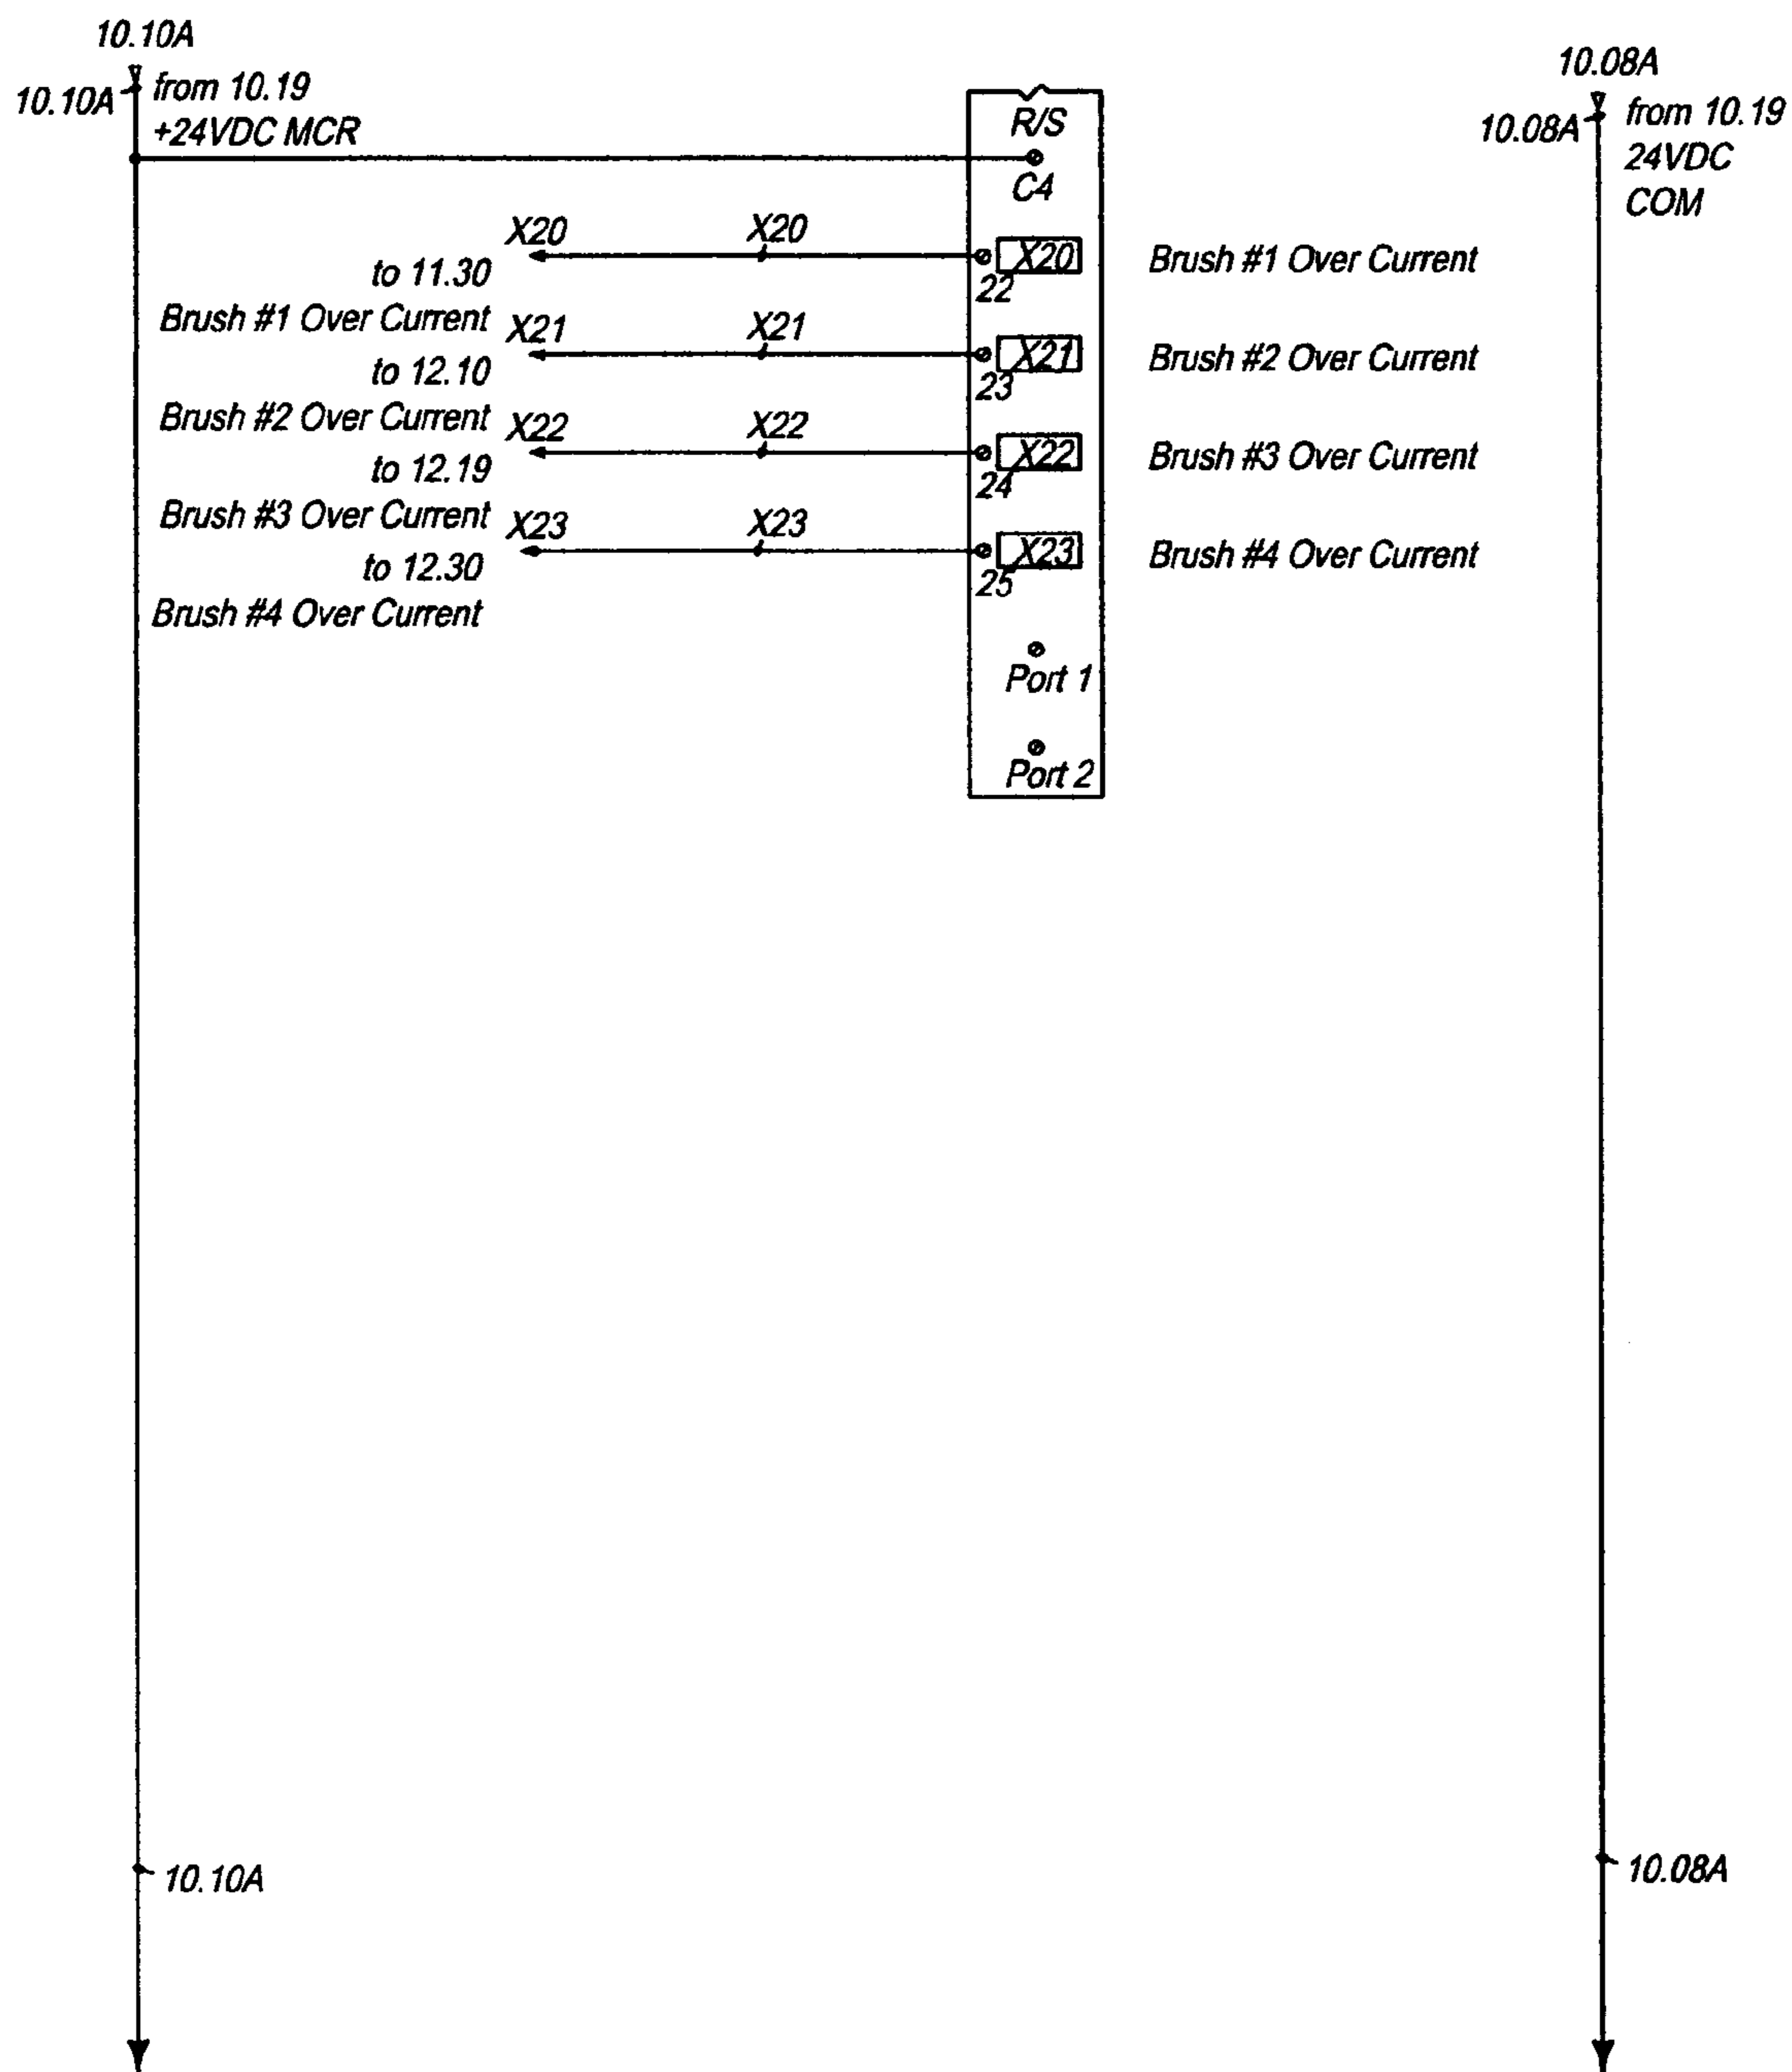 10.10A
10.10A
from 10.19
+24VDC MCR
R/S
C4
10.08A
10.08A
from 10.19
24VDC
COM
X20
X20
X20
22
Brush #1 Over Current
to 11.30
Brush #1 Over Current
X21
X21
X21
23
Brush #2 Over Current
to 12.10
Brush #2 Over Current
X22
X22
X22
24
Brush #3 Over Current
to 12.19
Brush #3 Over Current
X23
X23
X23
25
Brush #4 Over Current
to 12.30
Brush #4 Over Current
Port 1
Port 2
10.10A
10.08A